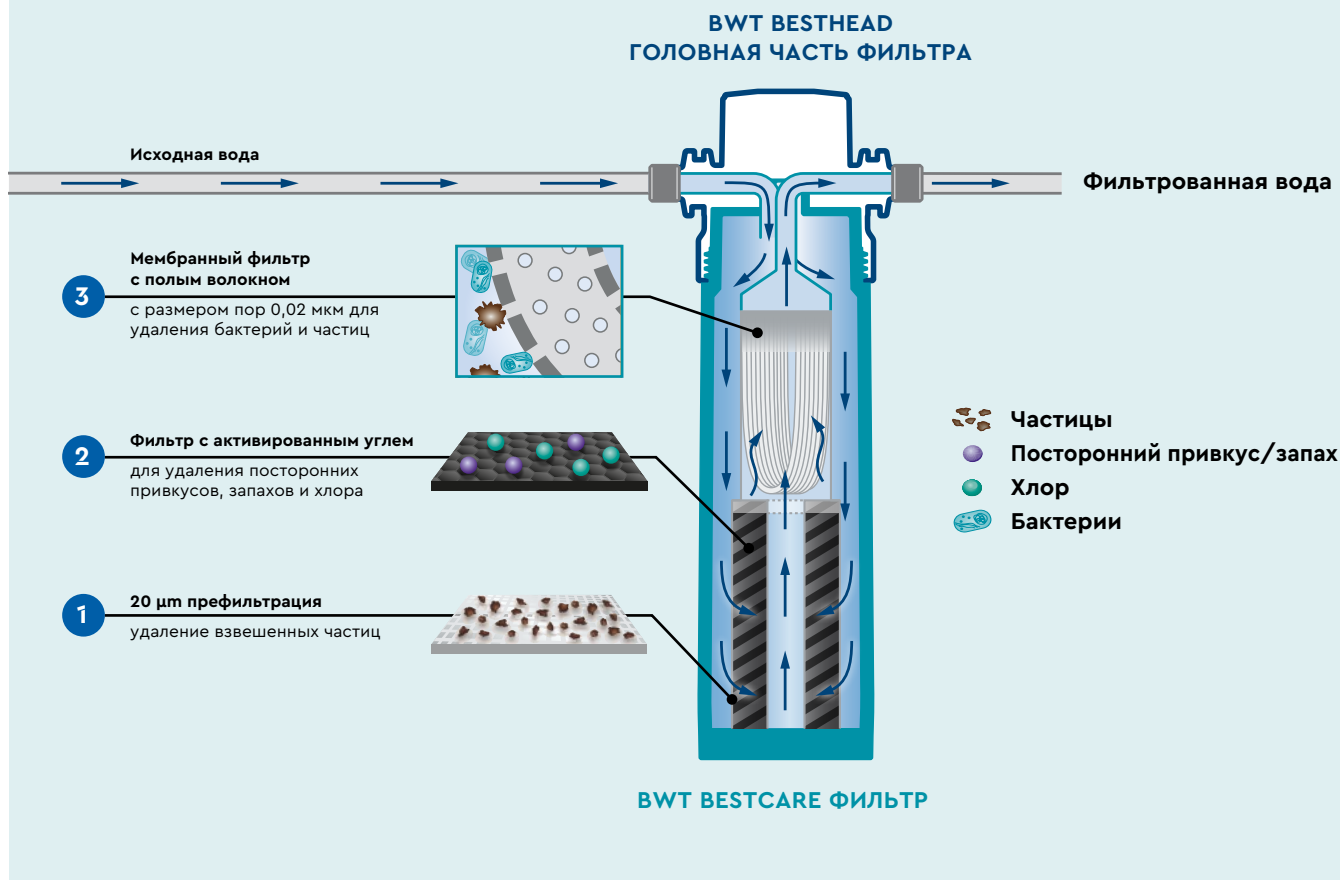 BWT BESTHEAD
ГОЛОВНАЯ ЧАСТЬ ФИЛЬТРА
Исходная вода
Фильтрованная вода
3
Мембранный фильтр
с полым волокном
с размером пор 0,02 мкм для
удаления бактерий и частиц
2
Фильтр с активированным углем
для удаления посторонних
привкусов, запахов и хлора
1
20 μm префильтрация
удаление взвешенных частиц
Частицы
Посторонний привкус/запах
Хлор
Бактерии
BWT BESTCARE ФИЛЬТР